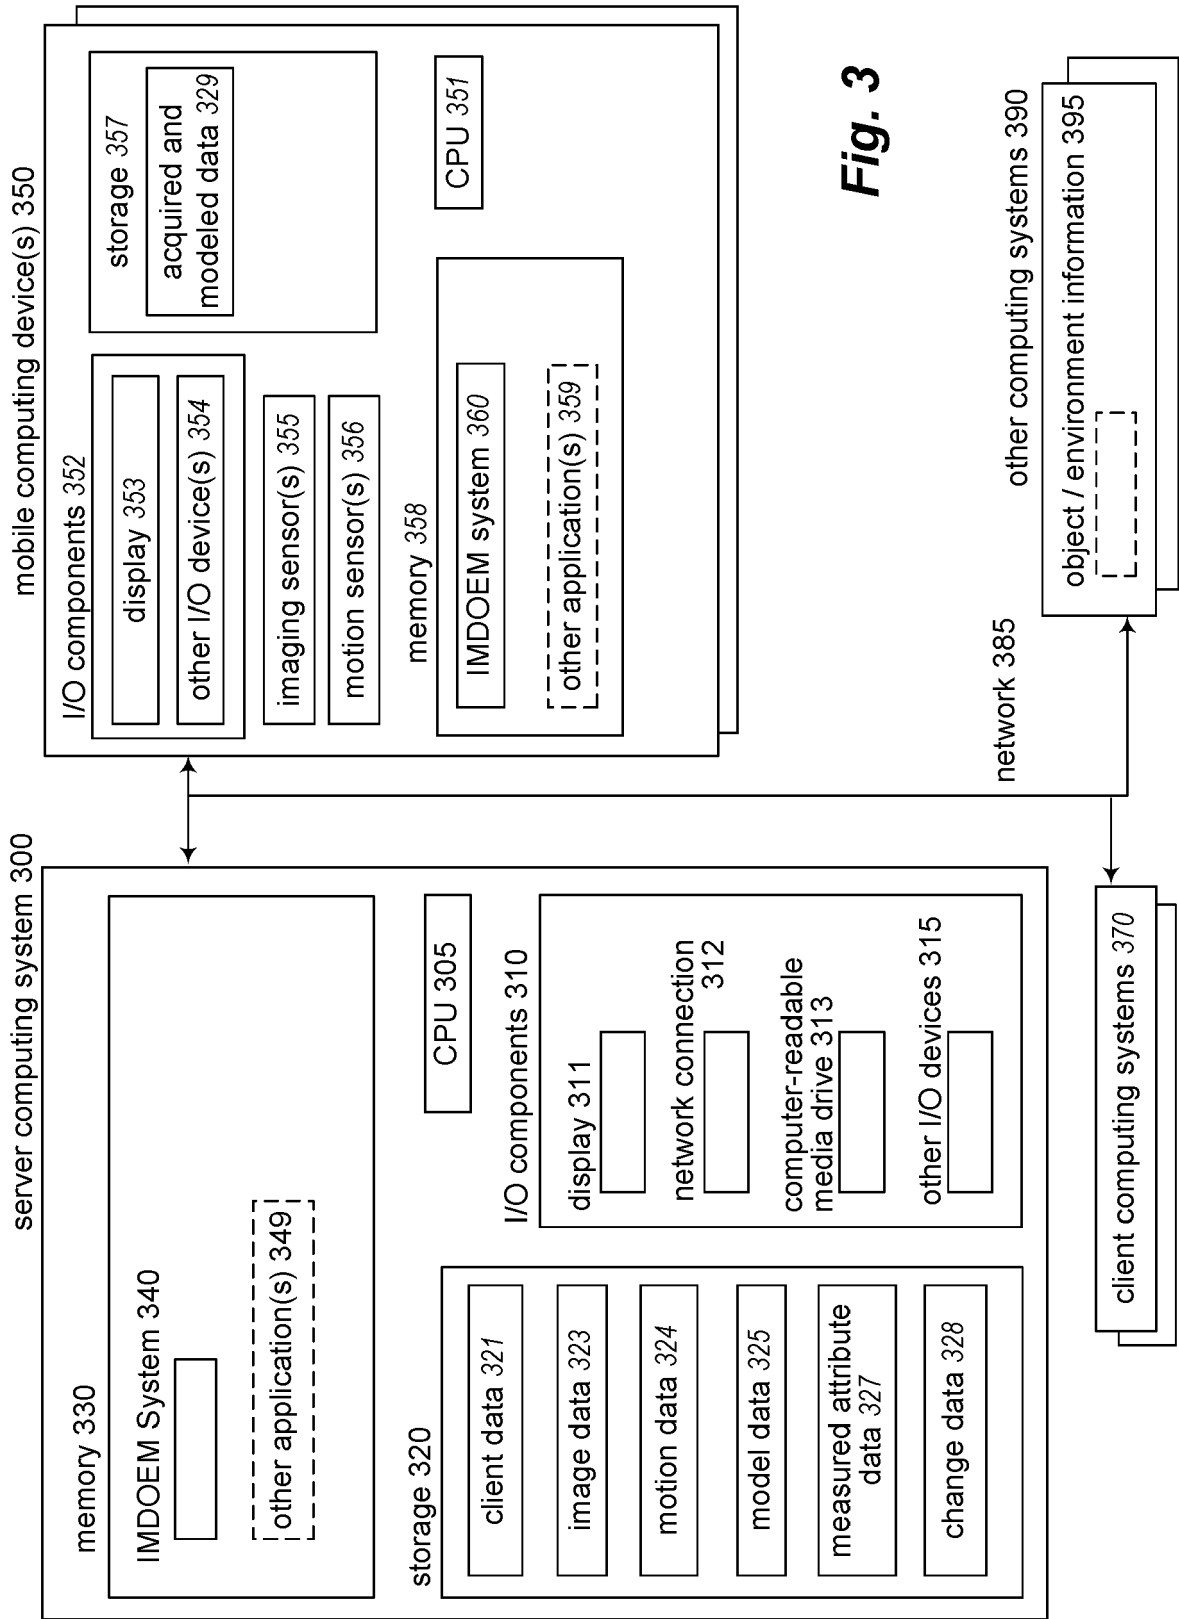 server computing system 300
memory 330
IMDOEM System 340
other application(s) 349
storage 320
client data 321
image data 323
motion data 324
model data 325
measured attribute
data 327
change data 328
CPU 305
I/O components 310
display 311
network connection
312
computer-readable
media drive 313
other I/O devices 315
mobile computing device(s) 350
I/O components 352
display 353
other I/O device(s) 354
imaging sensor(s) 355
motion sensor(s) 356
storage 357
acquired and
modeled data 329
memory 358
IMDOEM system 360
other application(s) 359
CPU 351
client computing systems 370
network 385
other computing systems 390
object / environment information 395
Fig. 3